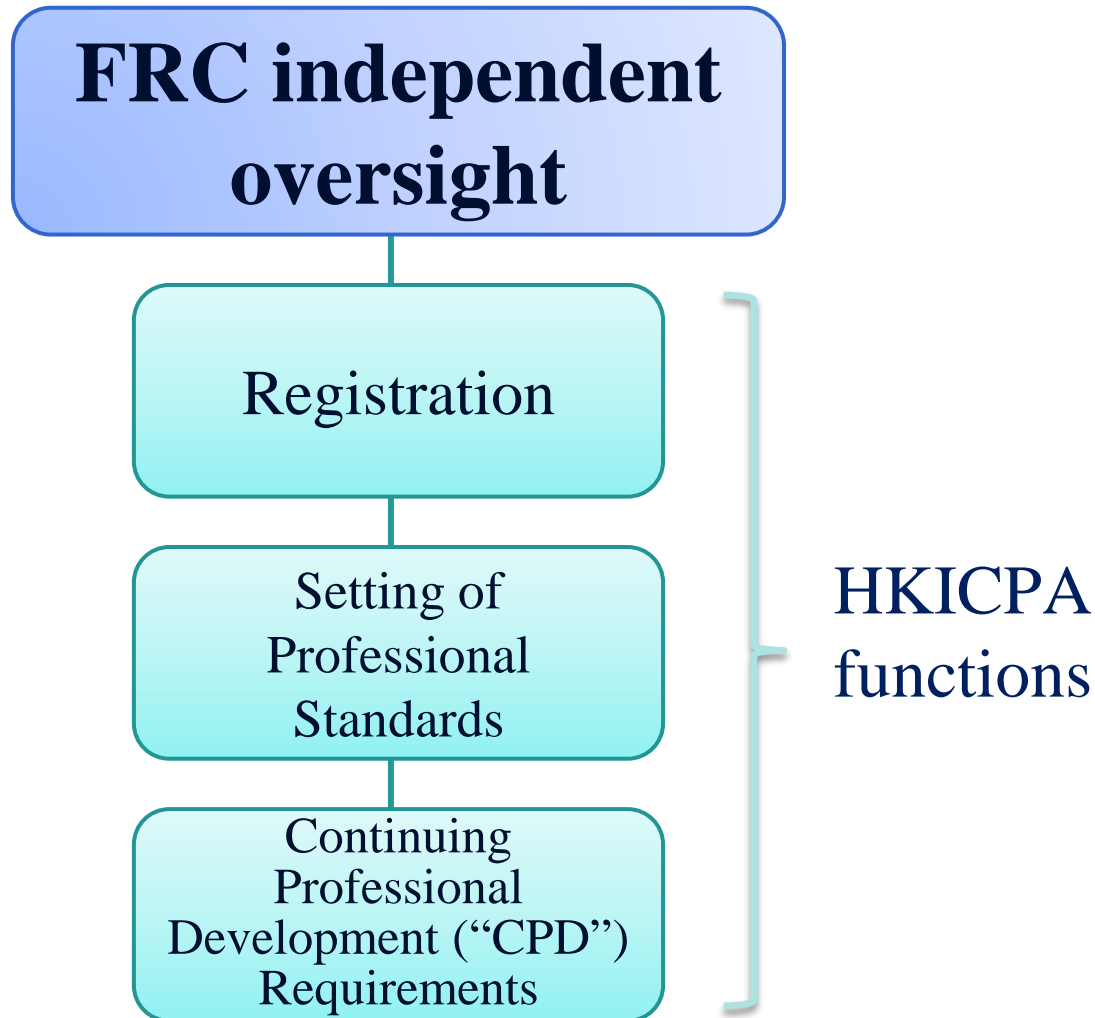 FRC independent
oversight
Registration
Setting of
Professional
Standards
Continuing
Professional
Development (“CPD”)
Requirements
HKICPA
functions